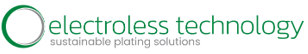 electroless technology
sustainable plating solutions